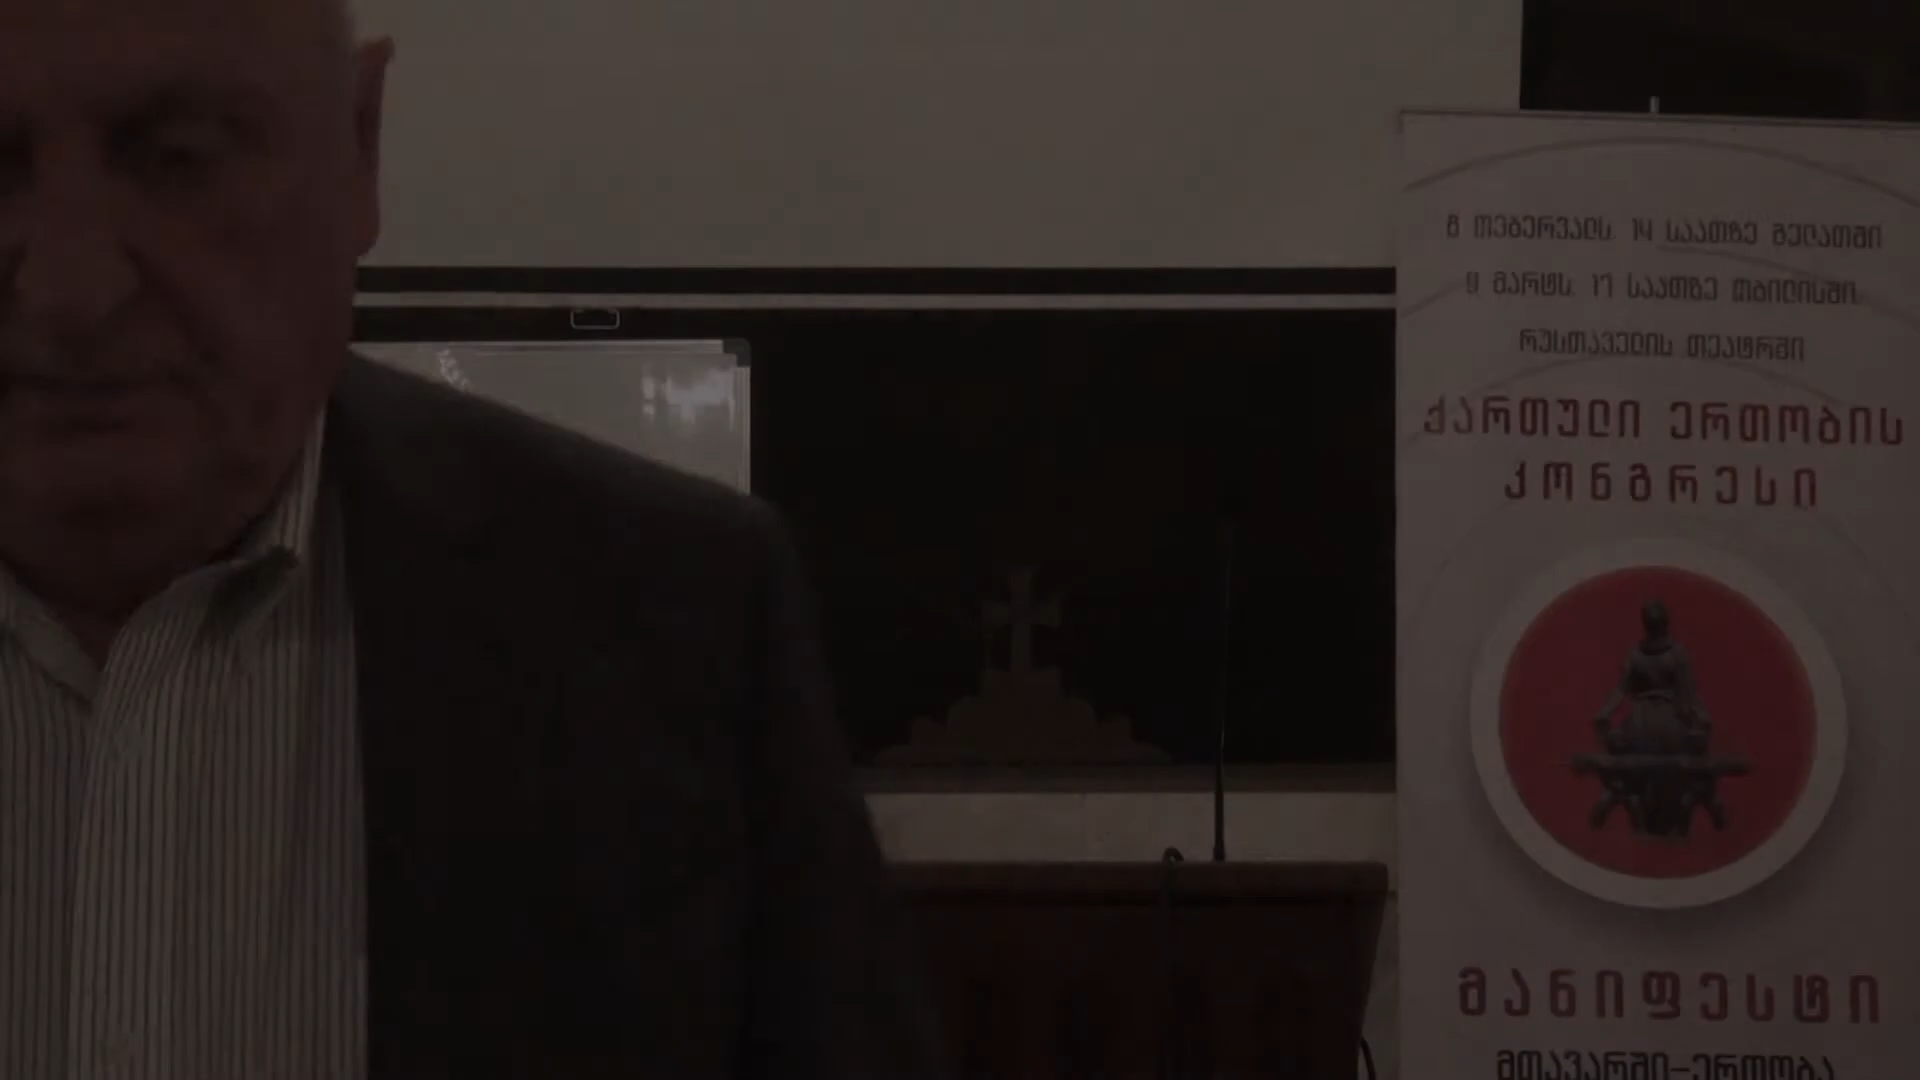 8 თებერვალს, 14 საათზე გელათში
9 მარტს, 17 საათზე თბილისში
რუსთაველის თეატრში
ქართული ერთობის
კონგრესი
მანიფესტი
მთავარში-ერთობა